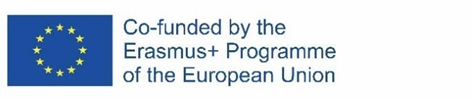 Co-funded by the
Erasmus+ Programme
of the European Union